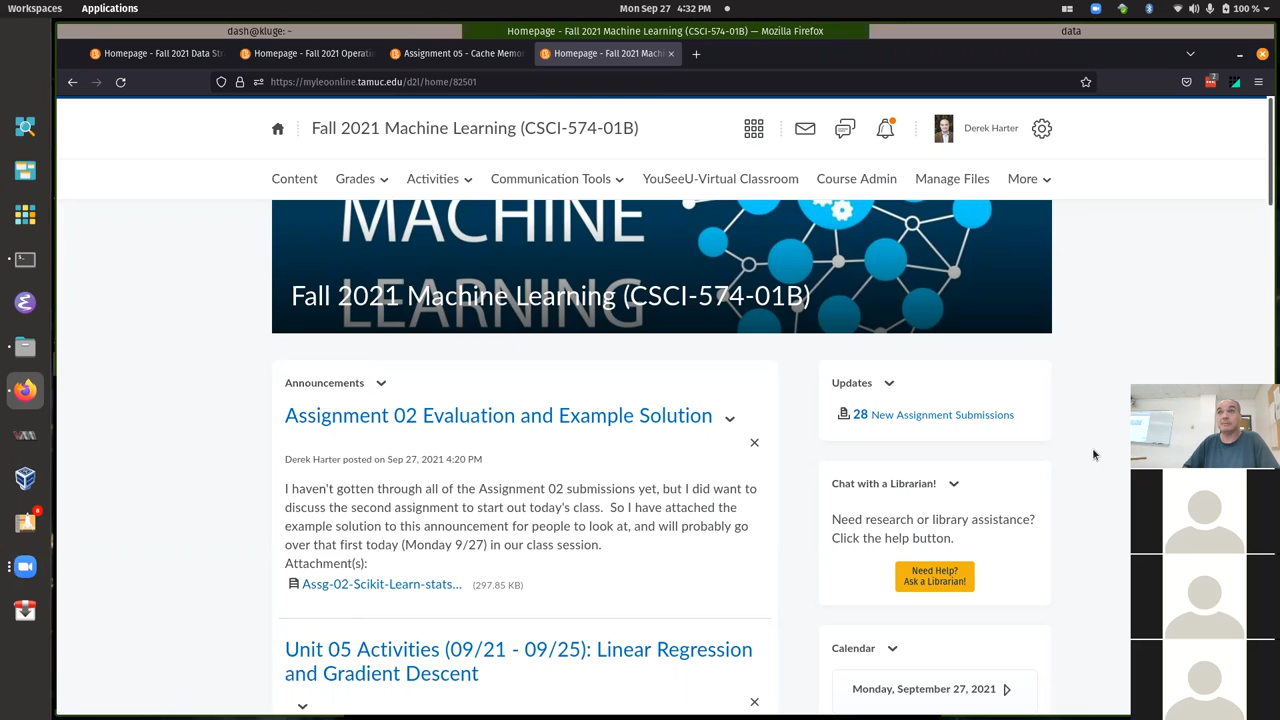 Workspaces Applications Mon Sep 27 4:32 PM 100 %
dash@kluge: ~ Homepage - Fall 2021 Machine Learning (CSCI-574-01B) — Mozilla Firefox data
Homepage - Fall 2021 Data Str Homepage - Fall 2021 Operati Assignment 05 - Cache Memo Homepage - Fall 2021 Machi
https://myleoonline.tamuc.edu/d2l/home/82501
Fall 2021 Machine Learning (CSCI-574-01B) Derek Harter
Content Grades Activities Communication Tools YouSeeU-Virtual Classroom Course Admin Manage Files More
MACHINE
LEARNING
Fall 2021 Machine Learning (CSCI-574-01B)
Announcements
Assignment 02 Evaluation and Example Solution
Derek Harter posted on Sep 27, 2021 4:20 PM
I haven't gotten through all of the Assignment 02 submissions yet, but I did want to
discuss the second assignment to start out today's class. So I have attached the
example solution to this announcement for people to look at, and will probably go
over that first today (Monday 9/27) in our class session.
Attachment(s):
Assg-02-Scikit-Learn-stats... (297.85 KB)
Unit 05 Activities (09/21 - 09/25): Linear Regression
and Gradient Descent
Updates
28 New Assignment Submissions
Chat with a Librarian!
Need research or library assistance?
Click the help button.
Need Help?
Ask a Librarian!
Calendar
Monday, September 27, 2021